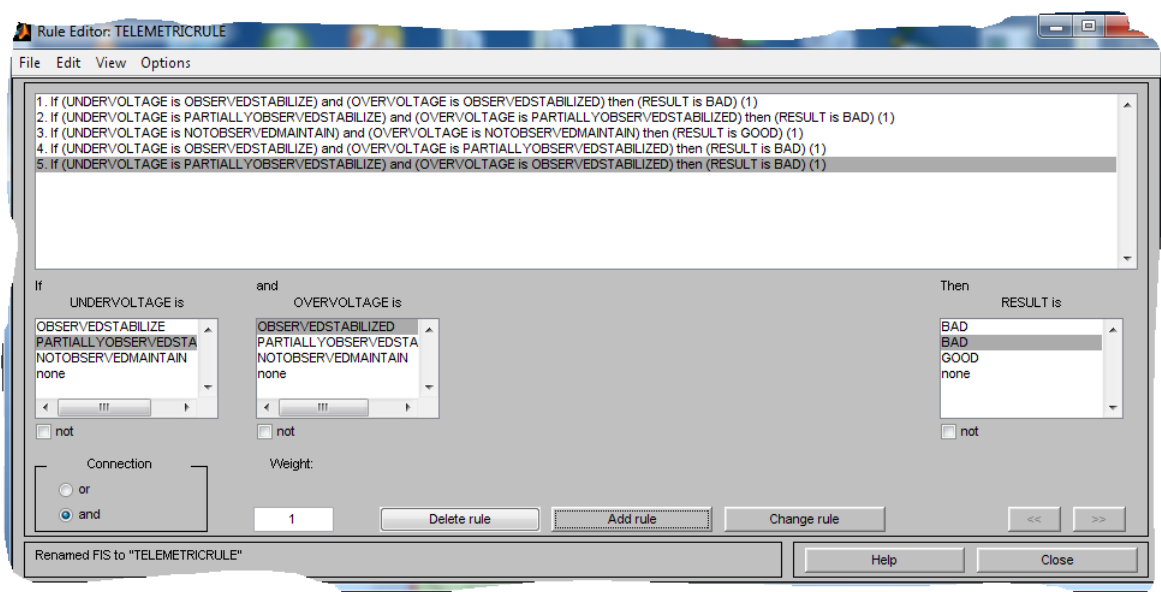 Rule Editor: TELEMETRICRULE
File Edit View Options
1. If (UNDERVOLTAGE is OBSERVEDSTABILIZE) and (OVERVOLTAGE is OBSERVEDSTABILIZED) then (RESULT is BAD) (1)
2. If (UNDERVOLTAGE is PARTIALLYOBSERVEDSTABILIZE) and (OVERVOLTAGE is PARTIALLYOBSERVEDSTABILIZED) then (RESULT is BAD) (1)
3. If (UNDERVOLTAGE is NOTOBSERVEDMAINTAIN) and (OVERVOLTAGE is NOTOBSERVEDMAINTAIN) then (RESULT is GOOD) (1)
4. If (UNDERVOLTAGE is OBSERVEDSTABILIZE) and (OVERVOLTAGE is PARTIALLYOBSERVEDSTABILIZED) then (RESULT is BAD) (1)
5. If (UNDERVOLTAGE is PARTIALLYOBSERVEDSTABILIZE) and (OVERVOLTAGE is OBSERVEDSTABILIZED) then (RESULT is BAD) (1)
If and Then
UNDERVOLTAGE is OVERVOLTAGE is RESULT is
OBSERVEDSTABILIZE OBSERVEDSTABILIZED BAD
PARTIALLYOBSERVEDSTA PARTIALLYOBSERVEDSTA BAD
NOTOBSERVEDMAINTAIN NOTOBSERVEDMAINTAIN GOOD
none none none
not not not
Connection Weight:
or
and 1 Delete rule Add rule Change rule << >>
Renamed FIS to "TELEMETRICRULE" Help Close